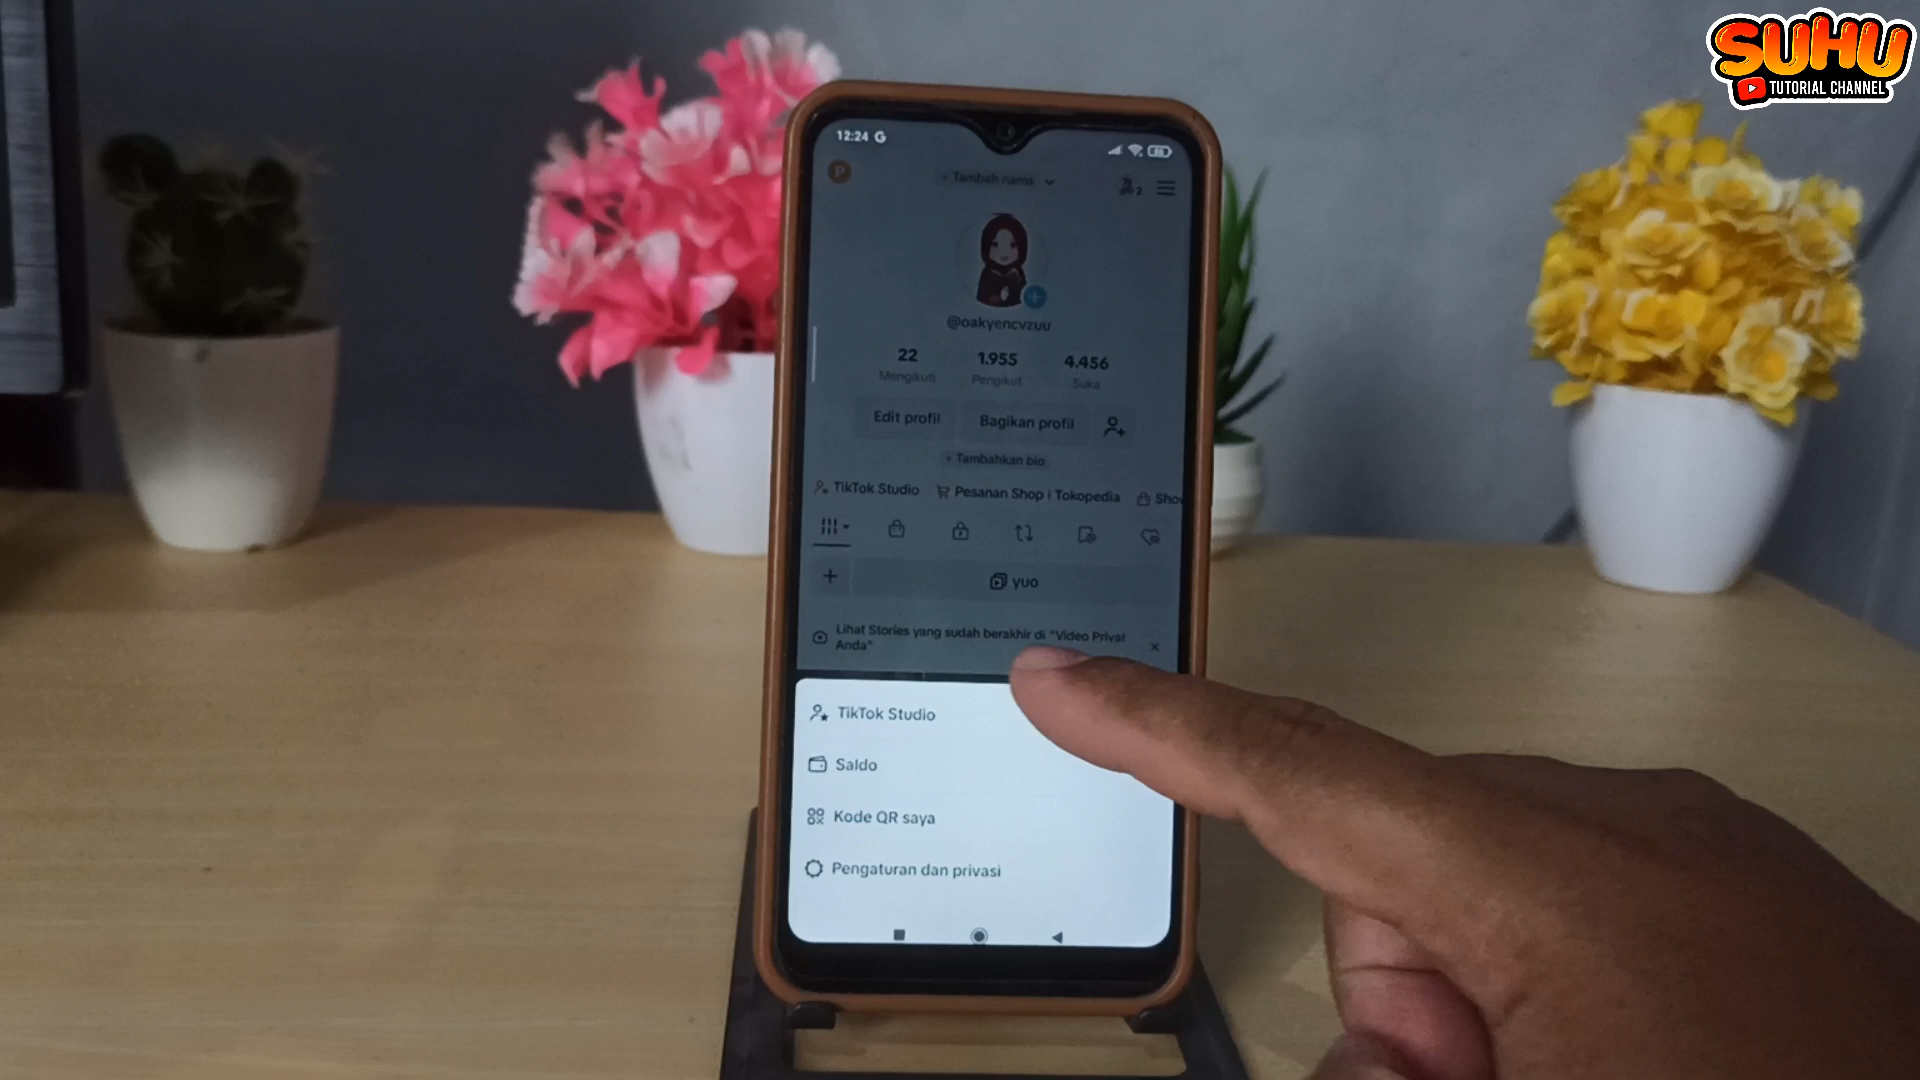 SUHU
TUTORIAL CHANNEL
12:24 G
P
+ Tambah nama
2
@oakyencvzuu
22
1.955
4.456
Mengikuti
Pengikut
Suka
Edit profil
Bagikan profil
+ Tambahkan bio
TikTok Studio
Pesanan Shop | Tokopedia
Sho
yuo
Lihat Stories yang sudah berakhir di "Video Privat
Anda"
TikTok Studio
Saldo
Kode QR saya
Pengaturan dan privasi